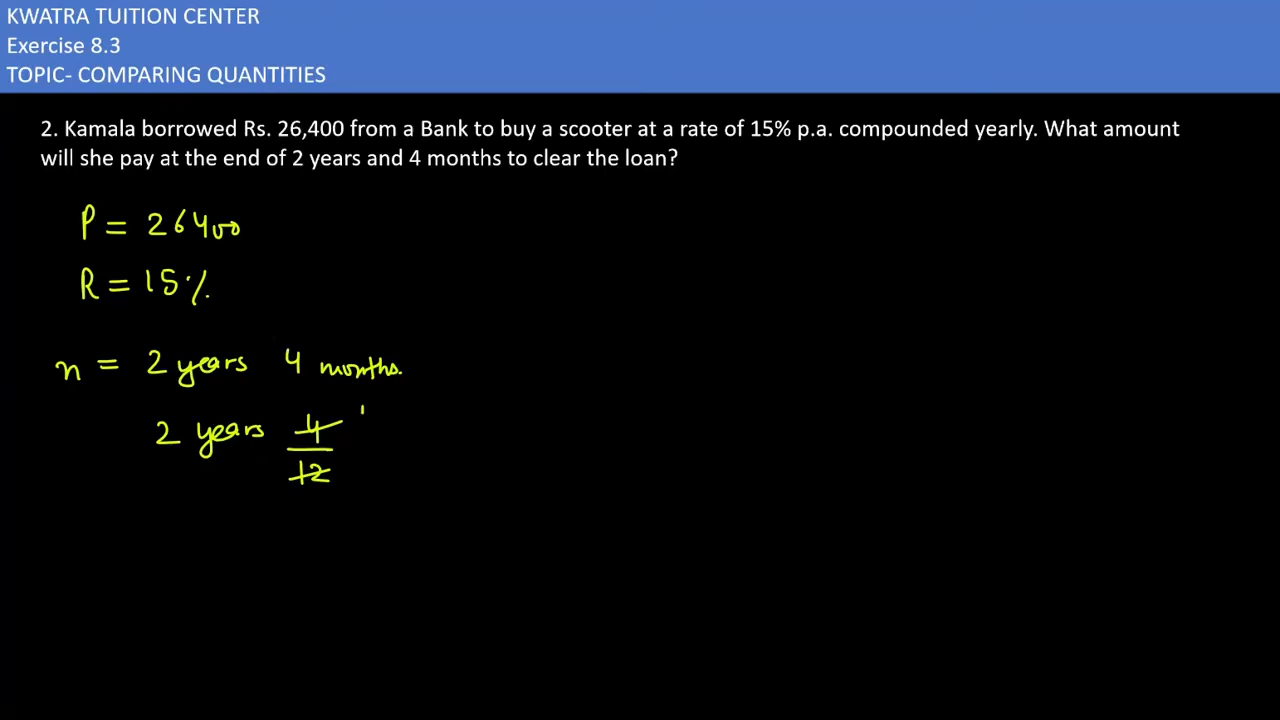 KWATRA TUITION CENTER
Exercise 8.3
TOPIC- COMPARING QUANTITIES
2. Kamala borrowed Rs. 26,400 from a Bank to buy a scooter at a rate of 15% p.a. compounded yearly. What amount
will she pay at the end of 2 years and 4 months to clear the loan?
P = 26400
R = 15%
n = 2 years 4 months.
2 years 4 1
12